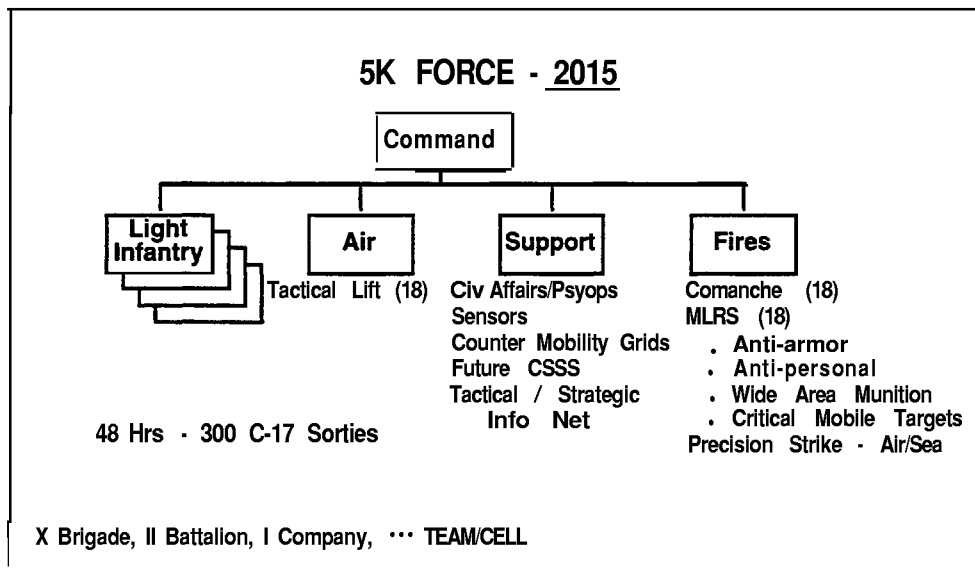 5K FORCE - 2015
Command
Light
Infantry
Air
Support
Fires
Tactical Lift (18)
Civ Affairs/Psyops
Sensors
Counter Mobility Grids
Future CSSS
Tactical / Strategic
Info Net
Comanche (18)
MLRS (18)
. Anti-armor
. Anti-personal
. Wide Area Munition
. Critical Mobile Targets
Precision Strike - Air/Sea
48 Hrs - 300 C-17 Sorties
X Brigade, II Battalion, I Company, ••• TEAM/CELL